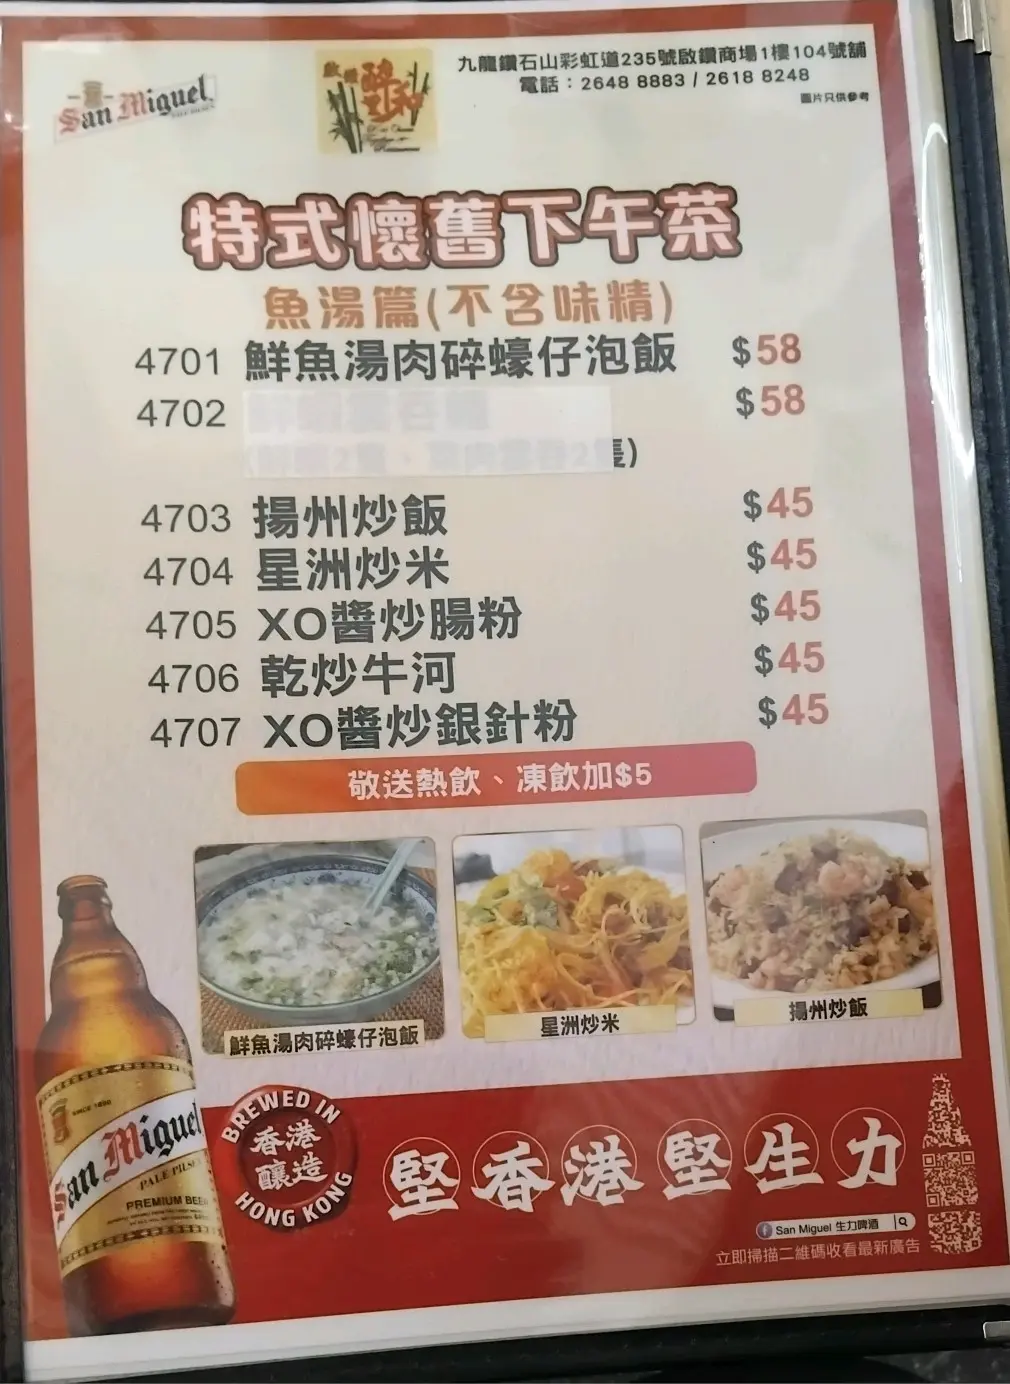 San Miguel
九龍鑽石山彩虹道235號啟鑽商場1樓104號舖
電話：2648 8883 / 2618 8248
圖片只供參考
特式懷舊下午茶
魚湯篇(不含味精)
4701 鮮魚湯肉碎蠔仔泡飯 $58
4702 $58
4703 揚州炒飯 $45
4704 星洲炒米 $45
4705 XO醬炒腸粉 $45
4706 乾炒牛河 $45
4707 XO醬炒銀針粉 $45
敬送熱飲、凍飲加$5
鮮魚湯肉碎蠔仔泡飯
星洲炒米
揚州炒飯
SINCE 1890
San Miguel
PALE PILSEN
PREMIUM BEER
BREWED IN
香港
釀造
HONG KONG
堅香港堅生力
San Miguel 生力啤酒
立即掃描二維碼收看最新廣告